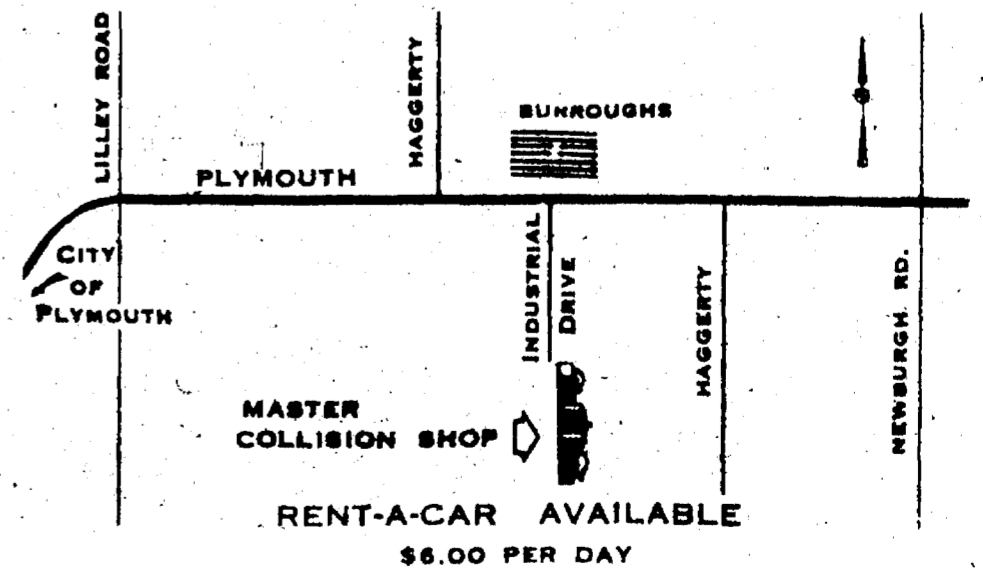 LILLEY ROAD
HAGGERTY
BURROUGHS
PLYMOUTH
CITY
OF
PLYMOUTH
INDUSTRIAL
DRIVE
HAGGERTY
NEWBURGH RD.
MASTER
COLLISION SHOP
RENT-A-CAR AVAILABLE
$6.00 PER DAY